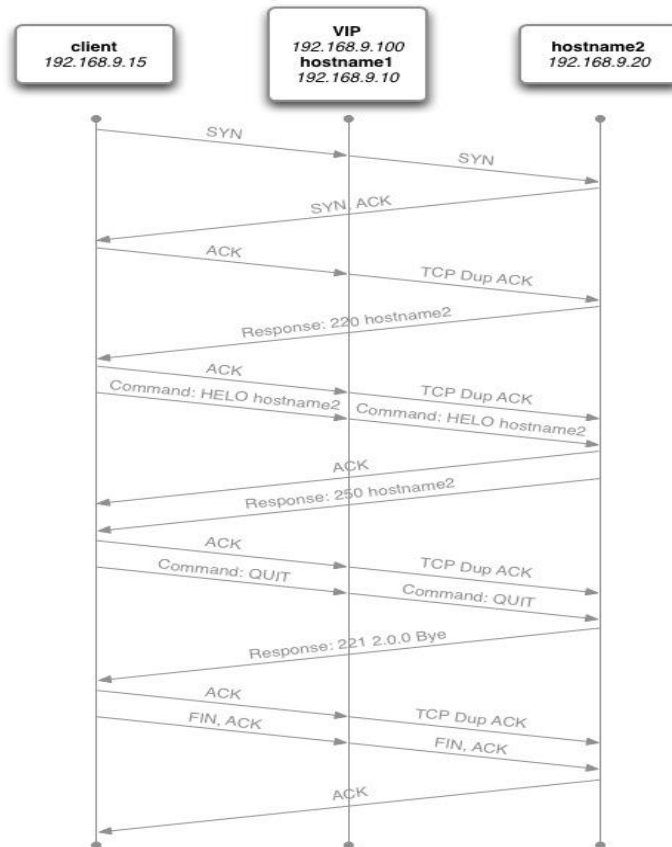 client
192.168.9.15
VIP
192.168.9.100
hostname1
192.168.9.10
hostname2
192.168.9.20
SYN
SYN
SYN, ACK
ACK
TCP Dup ACK
Response: 220 hostname2
ACK
TCP Dup ACK
Command: HELO hostname2
Command: HELO hostname2
ACK
Response: 250 hostname2
ACK
TCP Dup ACK
Command: QUIT
Command: QUIT
Response: 221 2.0.0 Bye
ACK
TCP Dup ACK
FIN, ACK
FIN, ACK
ACK